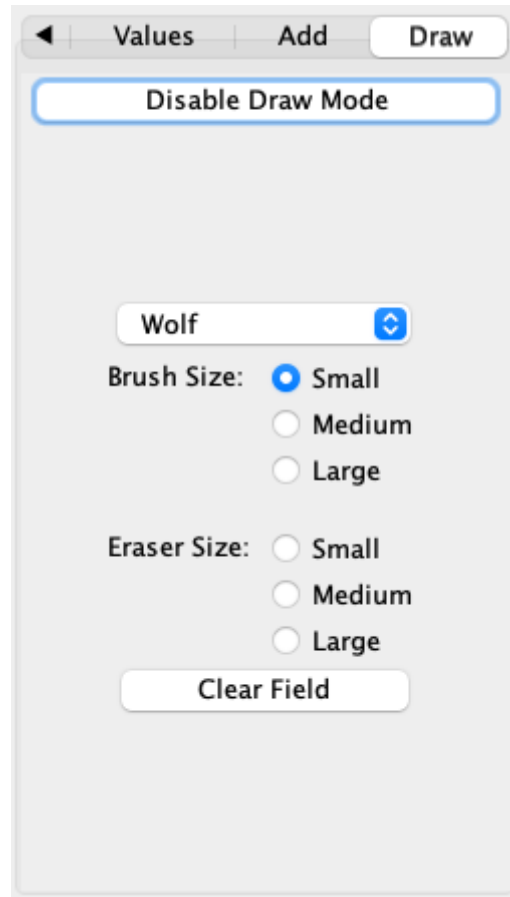 Values Add Draw
Disable Draw Mode
Wolf
Brush Size: Small
Medium
Large
Eraser Size: Small
Medium
Large
Clear Field